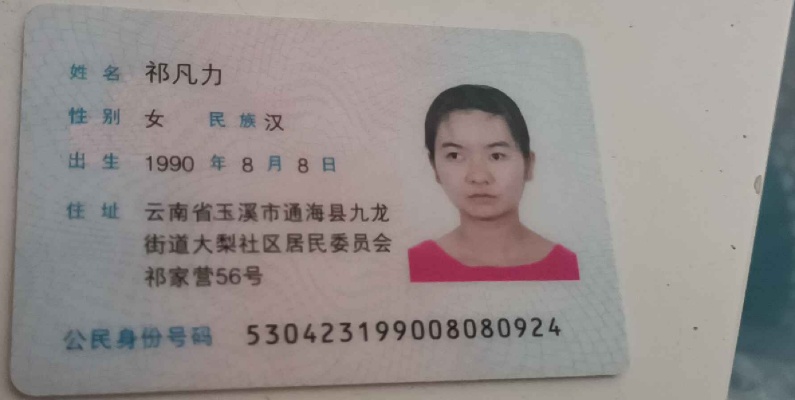 姓名 祁凡力
性别 女 民族 汉
出生 1990 年 8 月 8 日
住址 云南省玉溪市通海县九龙
街道大梨社区居民委员会
祁家营56号
公民身份号码 530423199008080924